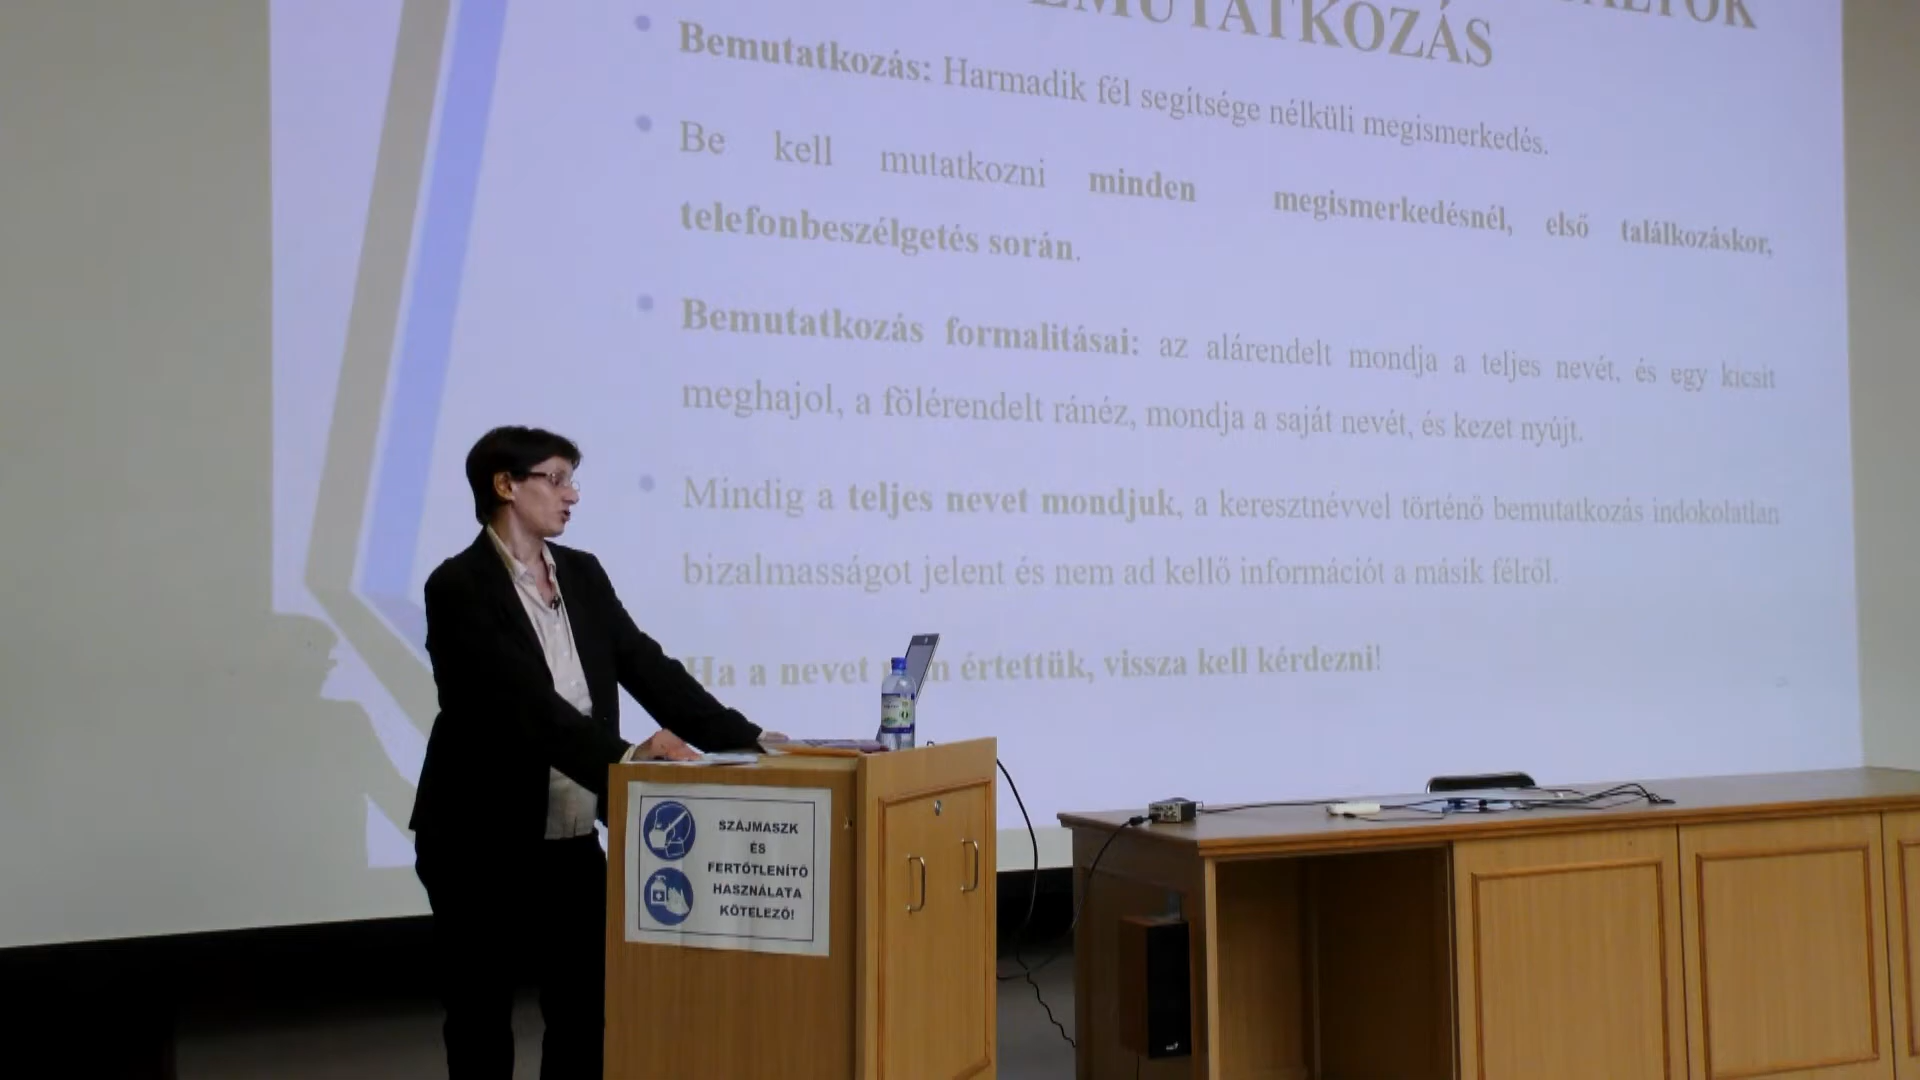 BEMUTATKOZÁS
Bemutatkozás: Harmadik fél segítsége nélküli megismerkedés.
Be kell mutatkozni minden megismerkedésnél, első találkozáskor,
telefonbeszélgetés során.
Bemutatkozás formalitásai: az alárendelt mondja a teljes nevét, és egy kicsit
meghajol, a fölérendelt ránéz, mondja a saját nevét, és kezet nyújt.
Mindig a teljes nevet mondjuk, a keresztnévvel történő bemutatkozás indokolatlan
bizalmasságot jelent és nem ad kellő információt a másik félről.
Ha a nevet nem értettük, vissza kell kérdezni!
SZÁJMASZK
ÉS
FERTŐTLENÍTŐ
HASZNÁLATA
KÖTELEZŐ!